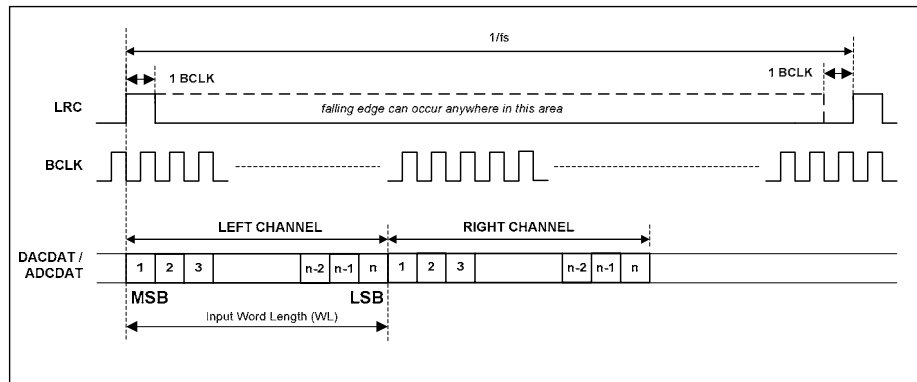 1/fs
1 BCLK
1 BCLK
LRC
falling edge can occur anywhere in this area
BCLK
LEFT CHANNEL
RIGHT CHANNEL
DACDAT /
ADCDAT
1 2 3 n-2 n-1 n 1 2 3 n-2 n-1 n
MSB LSB
Input Word Length (WL)